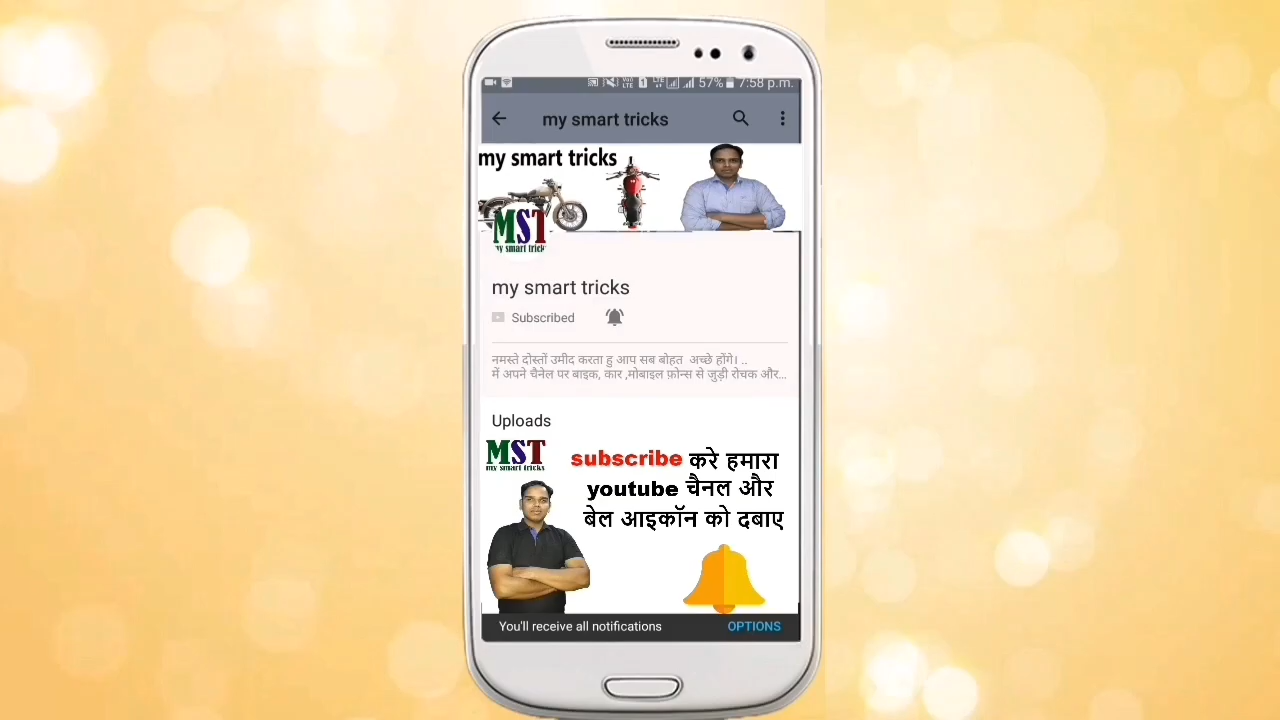 57% 7:58 p.m.
my smart tricks
my smart tricks
MST
my smart trick
my smart tricks
Subscribed
नमस्ते दोस्तों उमीद करता हु आप सब बोहत अच्छे होंगे। ..
में अपने चैनेल पर बाइक, कार ,मोबाइल फ़ोन्स से जुड़ी रोचक और...
Uploads
MST
my smart tricks
subscribe करे हमारा
youtube चैनल और
बेल आइकॉन को दबाए
You'll receive all notifications
OPTIONS